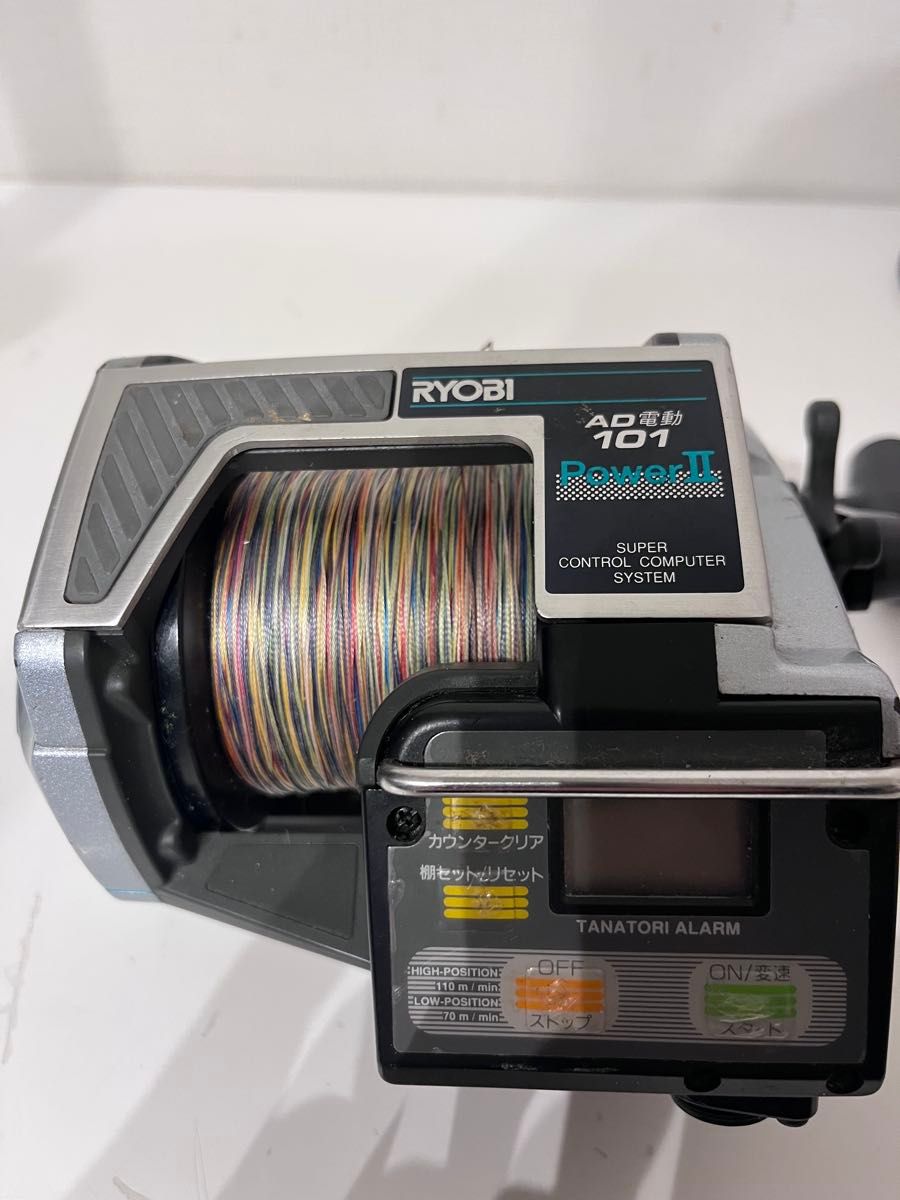 RYOBI
AD電動
101
Power II
SUPER
CONTROL COMPUTER
SYSTEM
カウンタークリア
棚セット/リセット
TANATORI ALARM
HIGH-POSITION
110 m / min
LOW-POSITION
70 m / min
OFF
ストップ
ON/変速
スタート